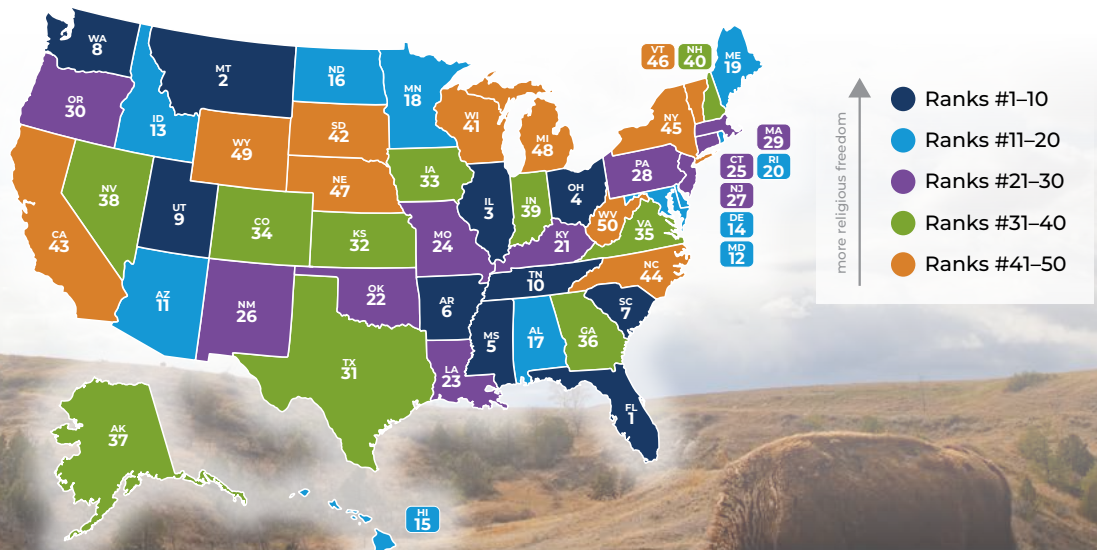 WA
8
MT
2
ND
16
MN
18
VT
46
NH
40
ME
19
OR
30
ID
13
WY
49
SD
42
WI
41
MI
48
NY
45
MA
29
CT
25
RI
20
NJ
27
DE
14
MD
12
NV
38
UT
9
CO
34
NE
47
IA
33
IL
3
IN
39
OH
4
PA
28
WV
50
VA
35
CA
43
AZ
11
NM
26
KS
32
MO
24
KY
21
NC
44
OK
22
AR
6
TN
10
SC
7
TX
31
LA
23
MS
5
AL
17
GA
36
FL
1
AK
37
HI
15
more religious freedom
Ranks #1–10
Ranks #11–20
Ranks #21–30
Ranks #31–40
Ranks #41–50